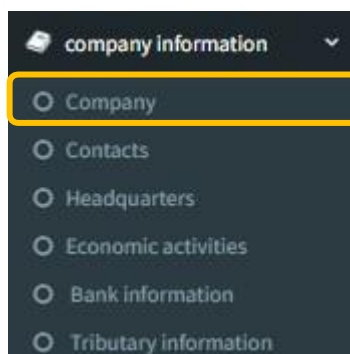 company information
Company
Contacts
Headquarters
Economic activities
Bank information
Tributary information